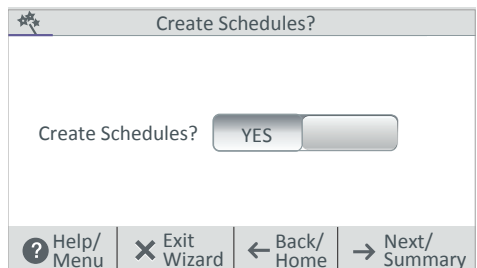 Create Schedules?
Create Schedules? YES
Help/
Menu
Exit
Wizard
Back/
Home
Next/
Summary